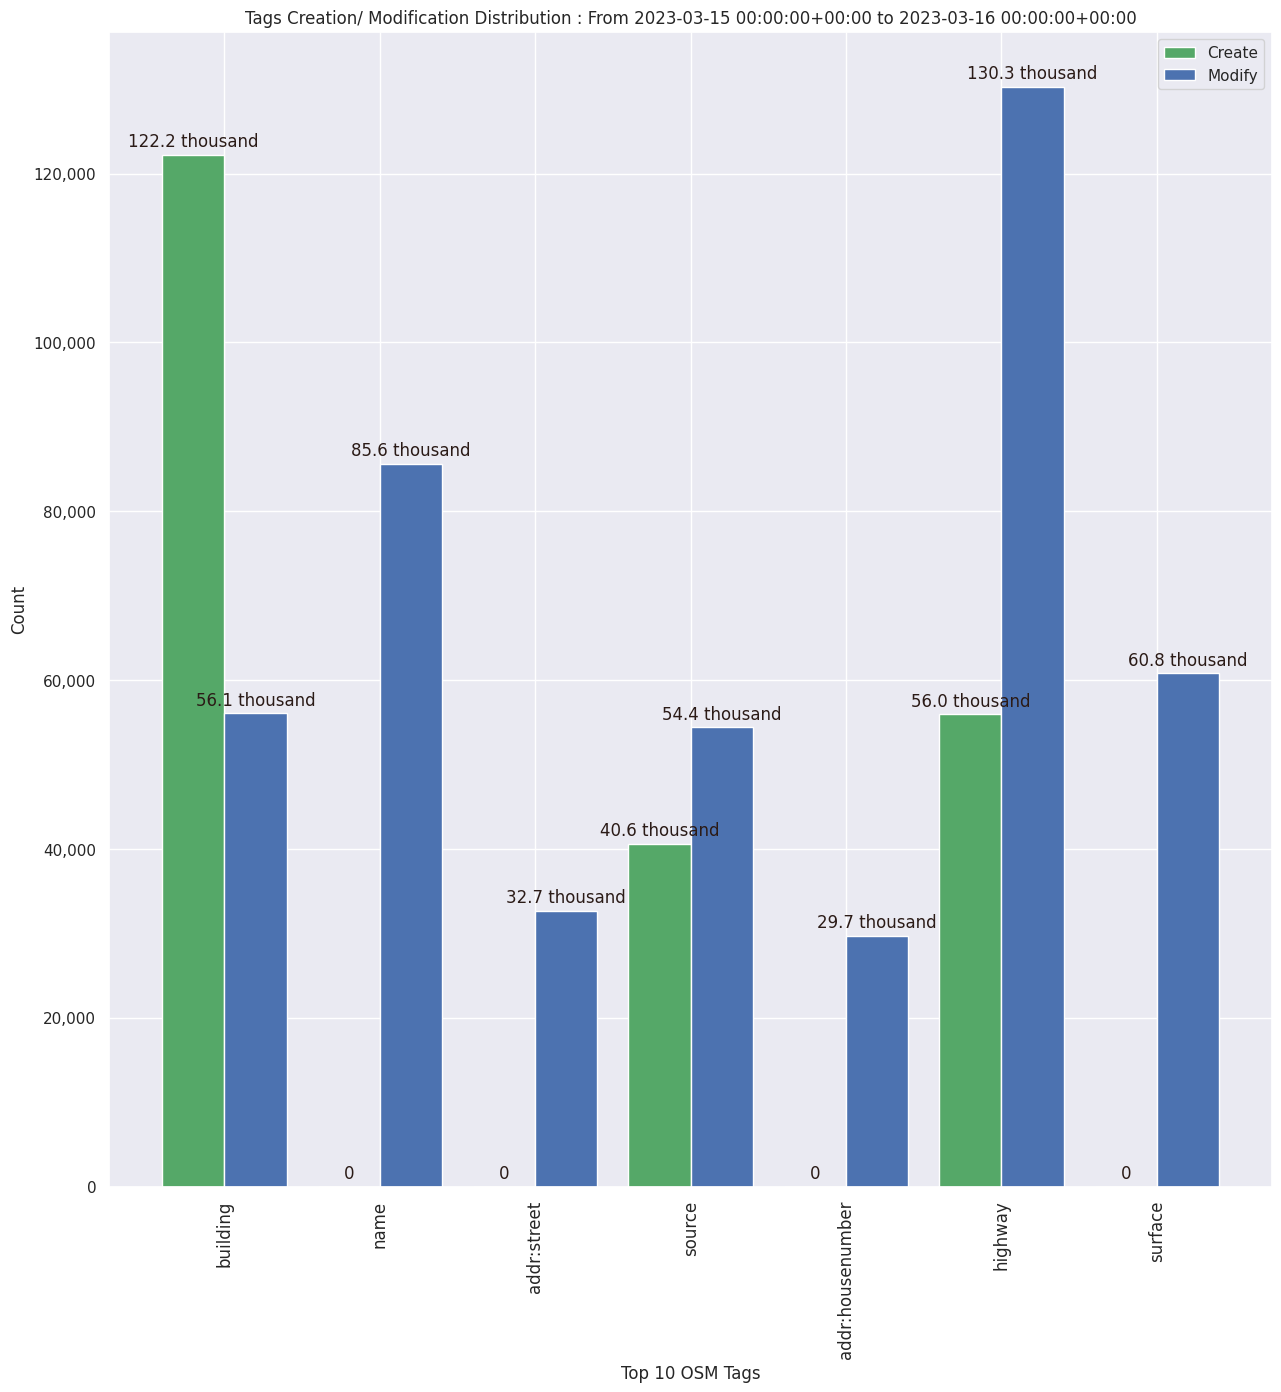 Tags Creation/ Modification Distribution : From 2023-03-15 00:00:00+00:00 to 2023-03-16 00:00:00+00:00
Create
Modify
130.3 thousand
122.2 thousand
120,000
100,000
85.6 thousand
80,000
60.8 thousand
60,000
56.1 thousand
56.0 thousand
54.4 thousand
40.6 thousand
40,000
32.7 thousand
29.7 thousand
20,000
0
0
0
0
0
Count
building
name
addr:street
source
addr:housenumber
highway
surface
Top 10 OSM Tags